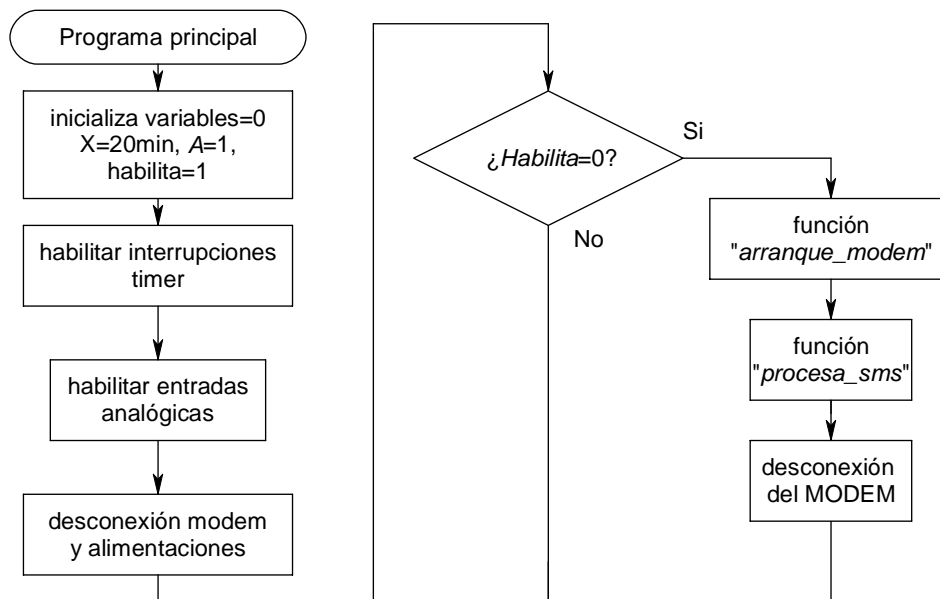 Programa principal
inicializa variables=0
X=20min, A=1,
habilita=1
habilitar interrupciones
timer
habilitar entradas
analógicas
desconexión modem
y alimentaciones
¿Habilita=0?
Si
No
función
"arranque_modem"
función
"procesa_sms"
desconexión
del MODEM